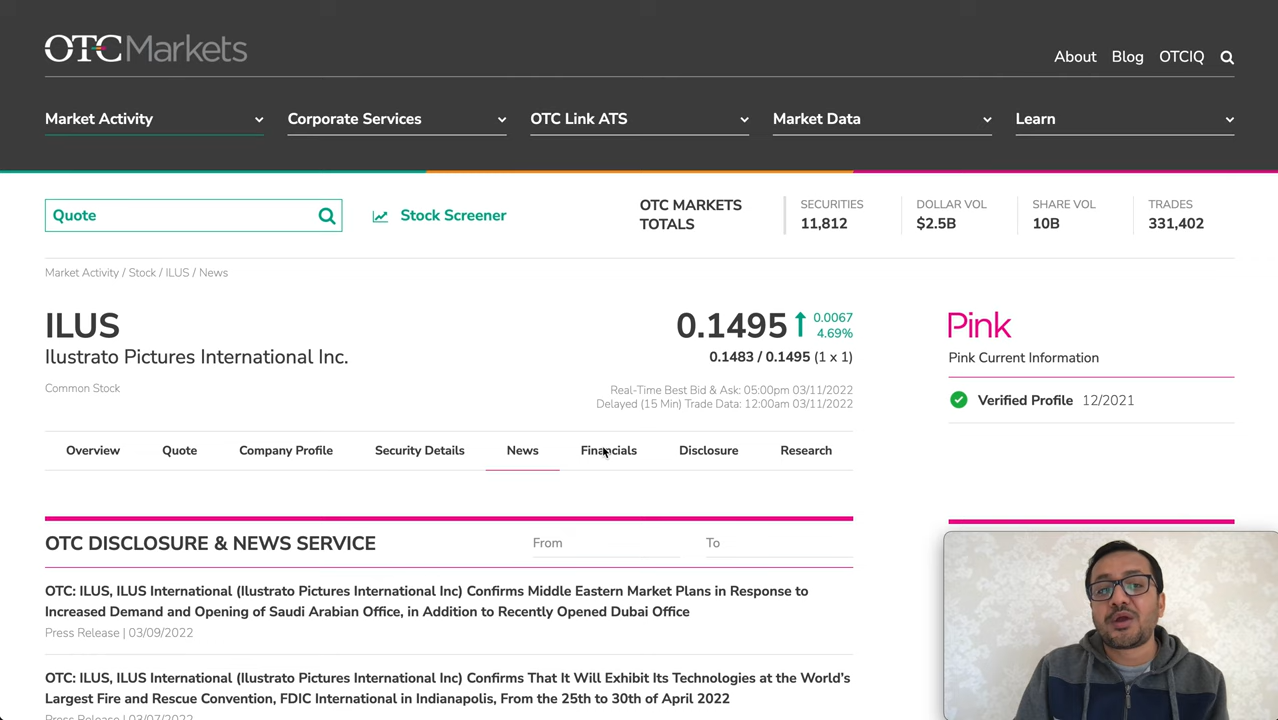 OTCMarkets
About Blog OTCIQ
Market Activity Corporate Services OTC Link ATS Market Data Learn
Quote
Stock Screener
OTC MARKETS
TOTALS
SECURITIES
11,812
DOLLAR VOL
$2.5B
SHARE VOL
10B
TRADES
331,402
Market Activity / Stock / ILUS / News
ILUS
Ilustrato Pictures International Inc.
Common Stock
0.1495
0.0067
4.69%
0.1483 / 0.1495 (1 x 1)
Real-Time Best Bid & Ask: 05:00pm 03/11/2022
Delayed (15 Min) Trade Data: 12:00am 03/11/2022
Pink
Pink Current Information
Verified Profile 12/2021
Overview Quote Company Profile Security Details News Financials Disclosure Research
OTC DISCLOSURE & NEWS SERVICE From To
OTC: ILUS, ILUS International (Ilustrato Pictures International Inc) Confirms Middle Eastern Market Plans in Response to
Increased Demand and Opening of Saudi Arabian Office, in Addition to Recently Opened Dubai Office
Press Release | 03/09/2022
OTC: ILUS, ILUS International (Ilustrato Pictures International Inc) Confirms That It Will Exhibit Its Technologies at the World's
Largest Fire and Rescue Convention, FDIC International in Indianapolis, From the 25th to 30th of April 2022
Press Release | 03/07/2022